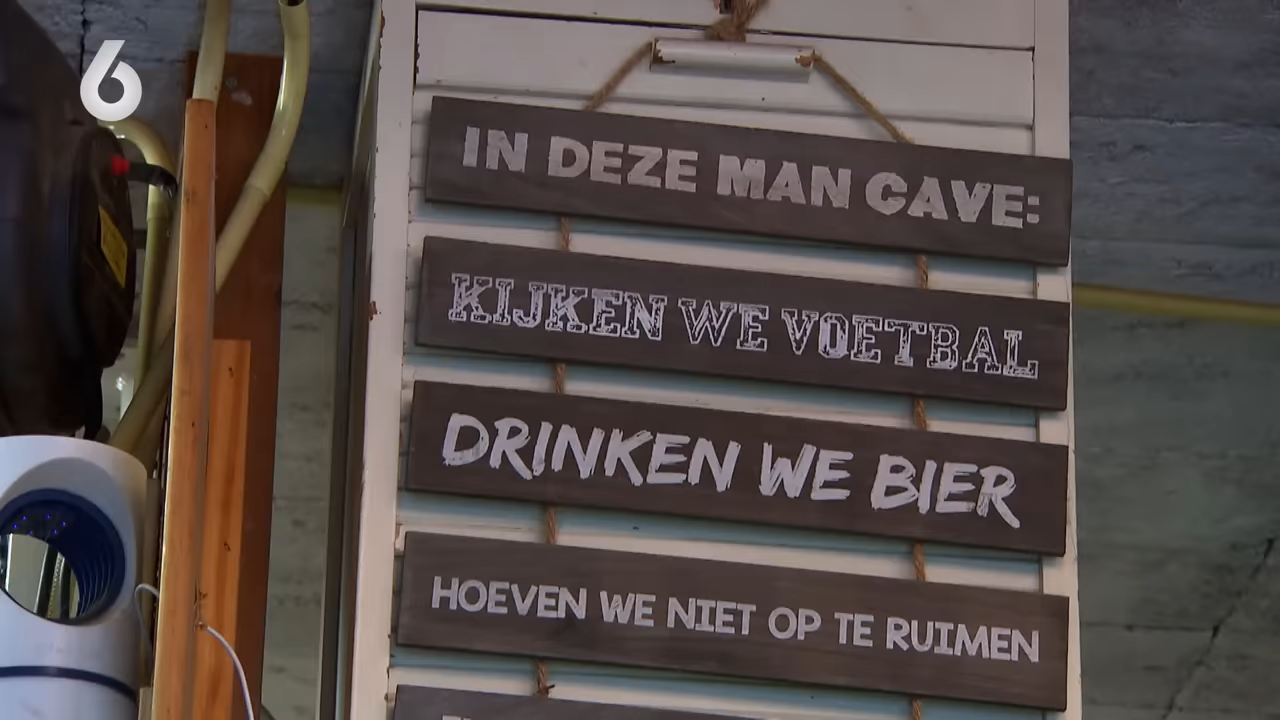 6
IN DEZE MAN CAVE:
KIJKEN WE VOETBAL
DRINKEN WE BIER
HOEVEN WE NIET OP TE RUIMEN